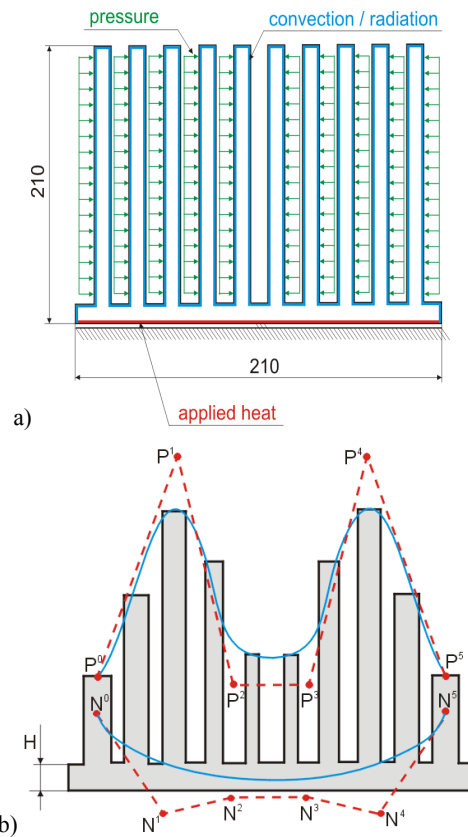 pressure
convection / radiation
210
210
applied heat
a)
P1
P4
P0
P5
P2
P3
N0
N5
H
N1
N2
N3
N4
b)